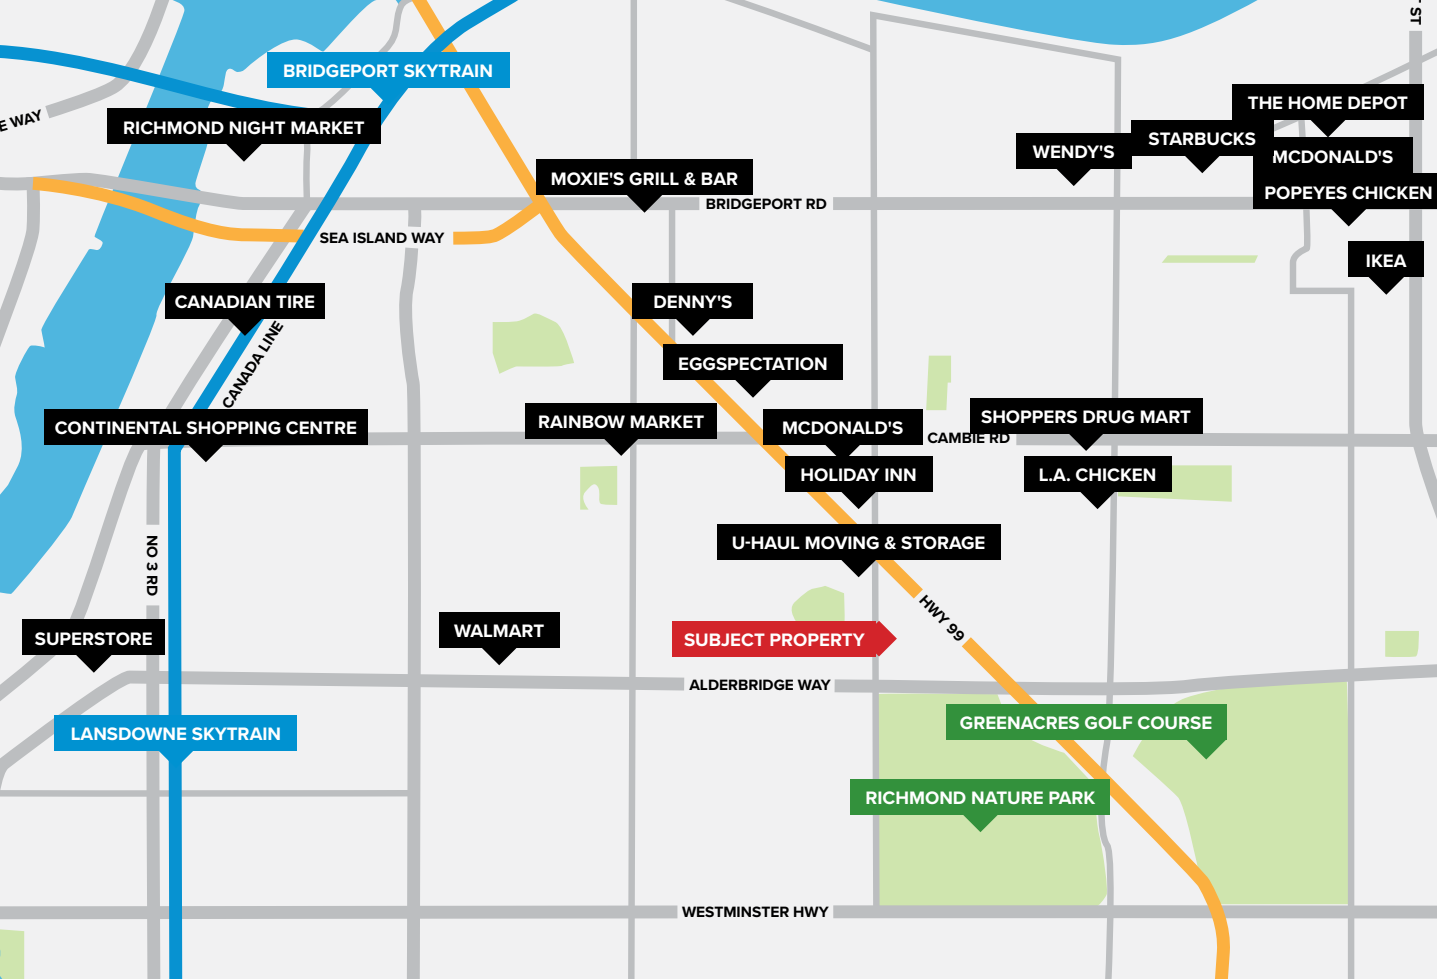 ST
BRIDGEPORT SKYTRAIN
E WAY
RICHMOND NIGHT MARKET
THE HOME DEPOT
STARBUCKS
WENDY'S
MCDONALD'S
MOXIE'S GRILL & BAR
POPEYES CHICKEN
BRIDGEPORT RD
SEA ISLAND WAY
IKEA
CANADIAN TIRE
DENNY'S
CANADA LINE
EGGSPECTATION
CONTINENTAL SHOPPING CENTRE
RAINBOW MARKET
MCDONALD'S
CAMBIE RD
SHOPPERS DRUG MART
HOLIDAY INN
L.A. CHICKEN
U-HAUL MOVING & STORAGE
NO 3 RD
HWY 99
SUPERSTORE
WALMART
SUBJECT PROPERTY
ALDERBRIDGE WAY
LANSDOWNE SKYTRAIN
GREENACRES GOLF COURSE
RICHMOND NATURE PARK
WESTMINSTER HWY